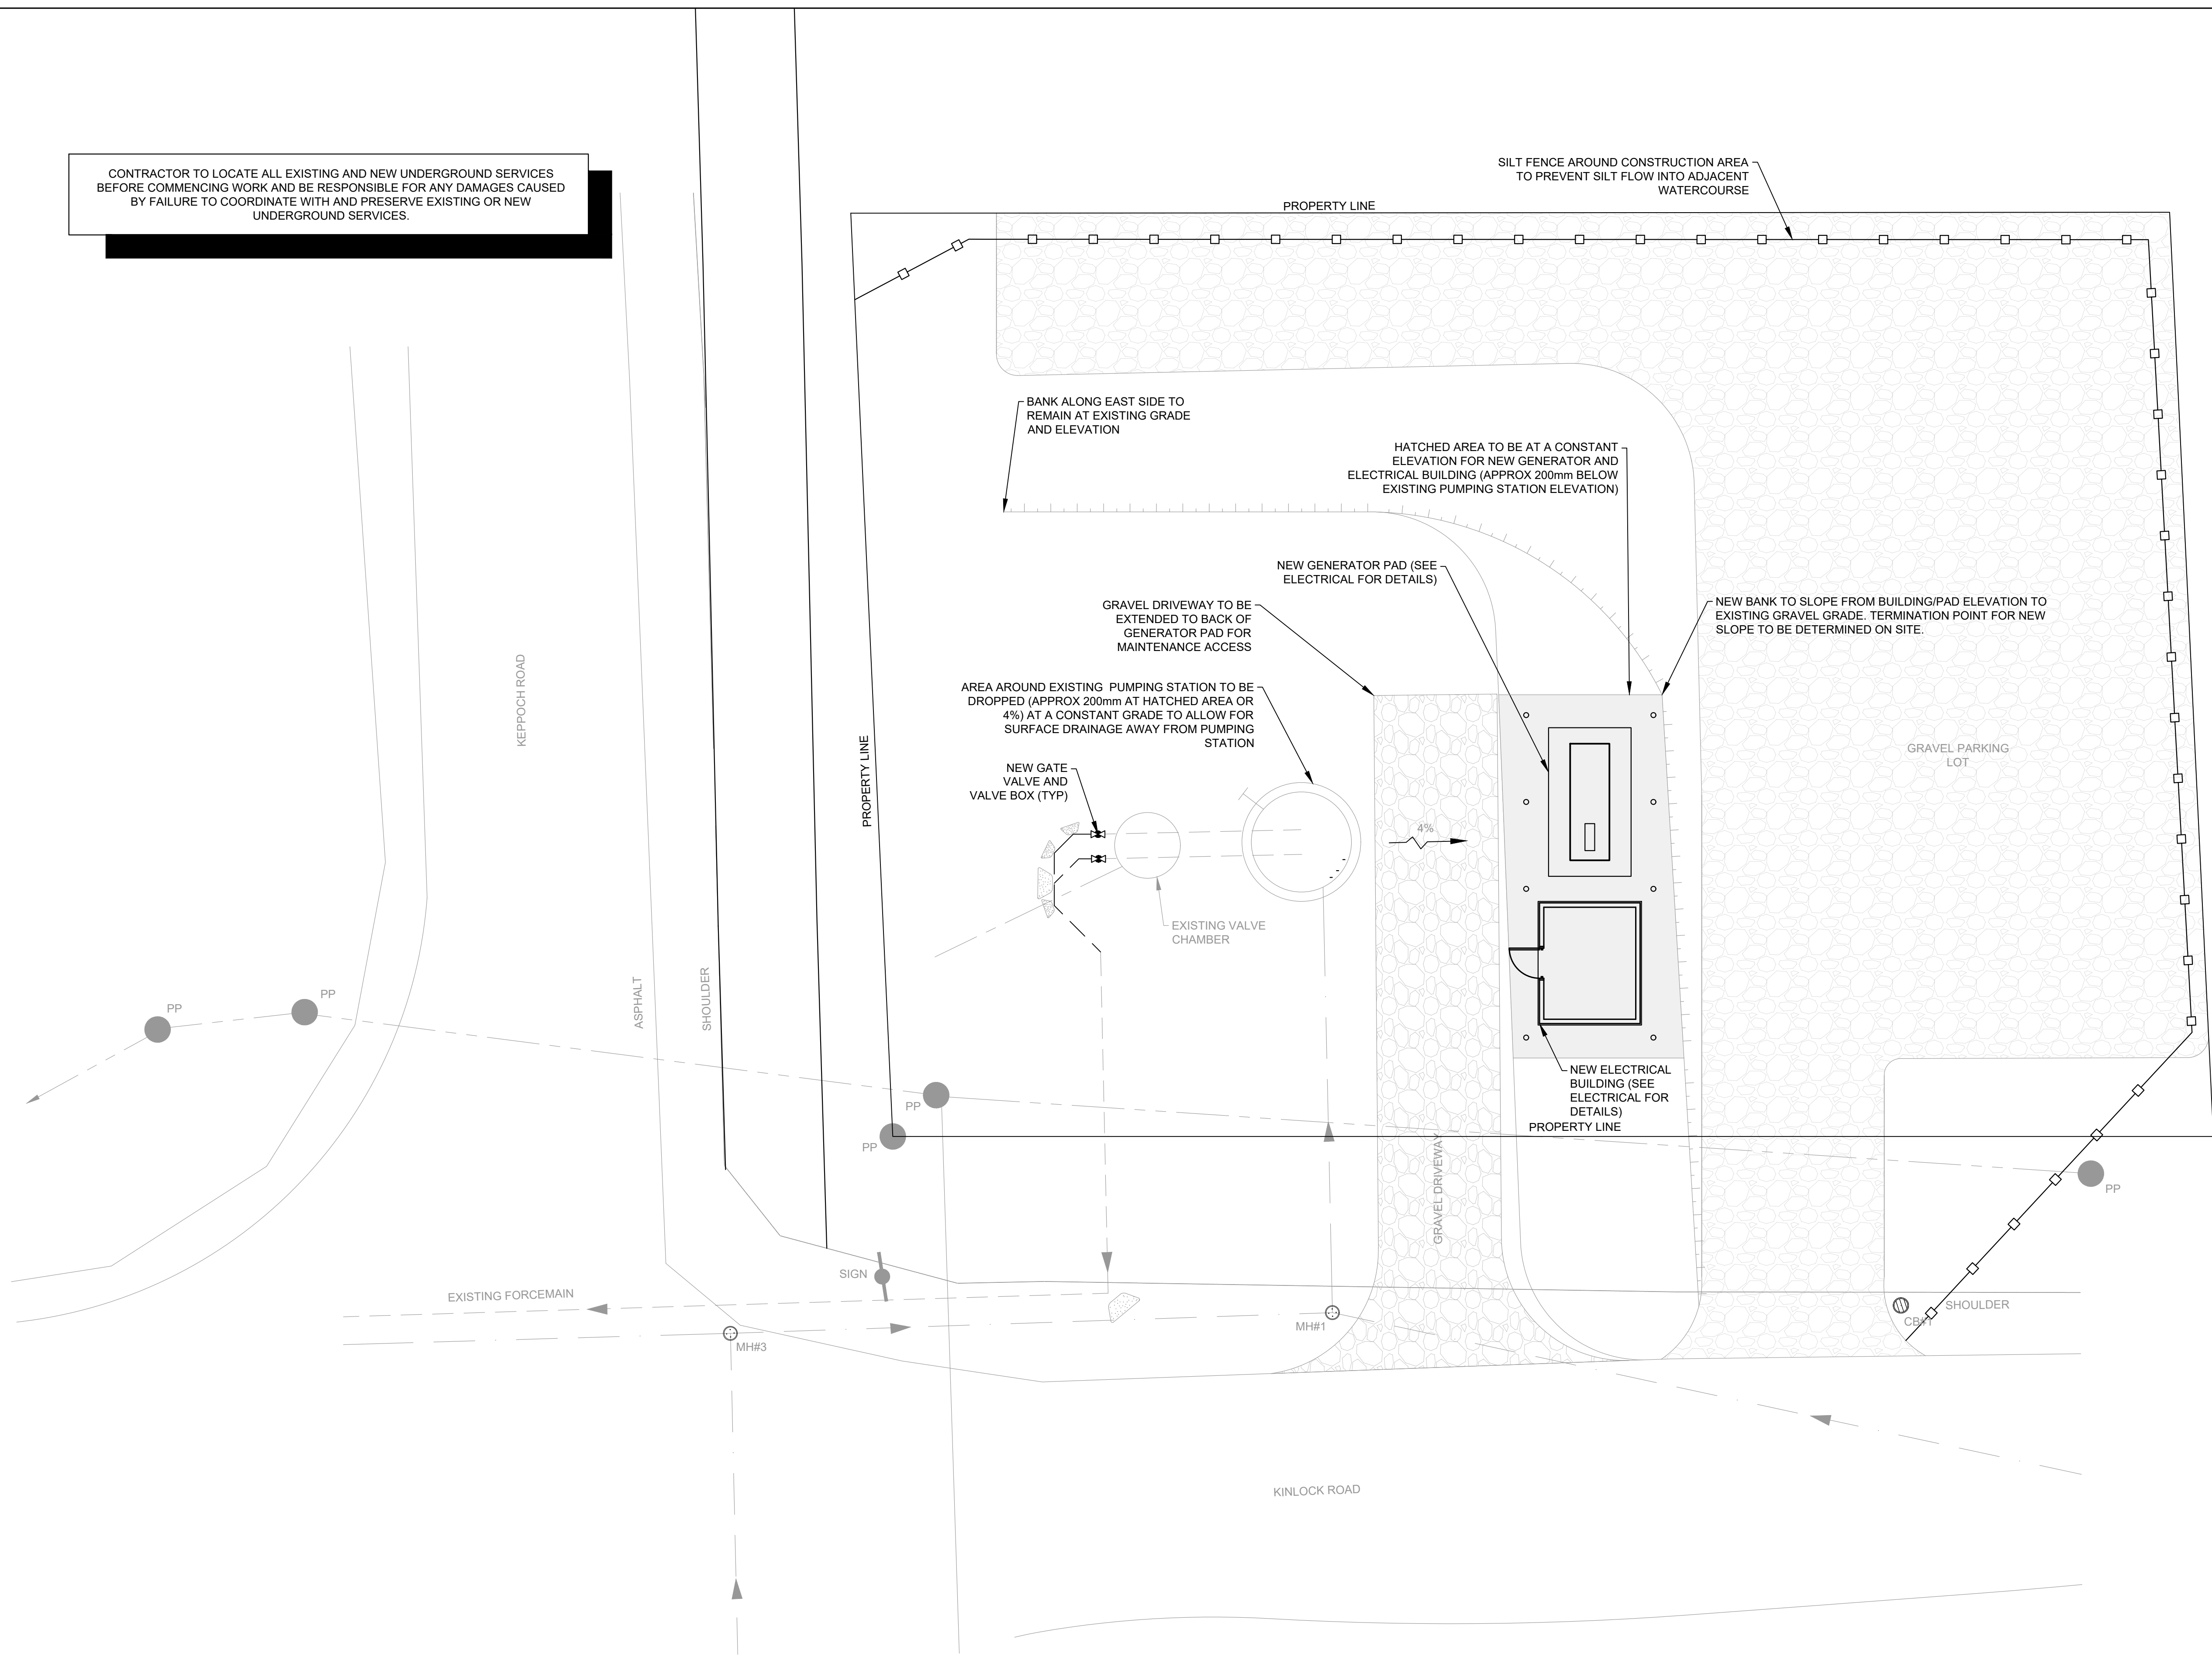 CONTRACTOR TO LOCATE ALL EXISTING AND NEW UNDERGROUND SERVICES
BEFORE COMMENCING WORK AND BE RESPONSIBLE FOR ANY DAMAGES CAUSED
BY FAILURE TO COORDINATE WITH AND PRESERVE EXISTING OR NEW
UNDERGROUND SERVICES.
SILT FENCE AROUND CONSTRUCTION AREA
TO PREVENT SILT FLOW INTO ADJACENT
WATERCOURSE
PROPERTY LINE
BANK ALONG EAST SIDE TO
REMAIN AT EXISTING GRADE
AND ELEVATION
HATCHED AREA TO BE AT A CONSTANT
ELEVATION FOR NEW GENERATOR AND
ELECTRICAL BUILDING (APPROX 200mm BELOW
EXISTING PUMPING STATION ELEVATION)
NEW GENERATOR PAD (SEE
ELECTRICAL FOR DETAILS)
GRAVEL DRIVEWAY TO BE
EXTENDED TO BACK OF
GENERATOR PAD FOR
MAINTENANCE ACCESS
NEW BANK TO SLOPE FROM BUILDING/PAD ELEVATION TO
EXISTING GRAVEL GRADE. TERMINATION POINT FOR NEW
SLOPE TO BE DETERMINED ON SITE.
AREA AROUND EXISTING  PUMPING STATION TO BE
DROPPED (APPROX 200mm AT HATCHED AREA OR
4%) AT A CONSTANT GRADE TO ALLOW FOR
SURFACE DRAINAGE AWAY FROM PUMPING
STATION
KEPPOCH ROAD
PROPERTY LINE
GRAVEL PARKING
LOT
NEW GATE
VALVE AND
VALVE BOX (TYP)
4%
EXISTING VALVE
CHAMBER
ASPHALT
SHOULDER
PP
PP
PP
PP
NEW ELECTRICAL
BUILDING (SEE
ELECTRICAL FOR
DETAILS)
PROPERTY LINE
GRAVEL DRIVEWAY
PP
SIGN
EXISTING FORCEMAIN
MH#3
MH#1
SHOULDER
CB#1
KINLOCK ROAD